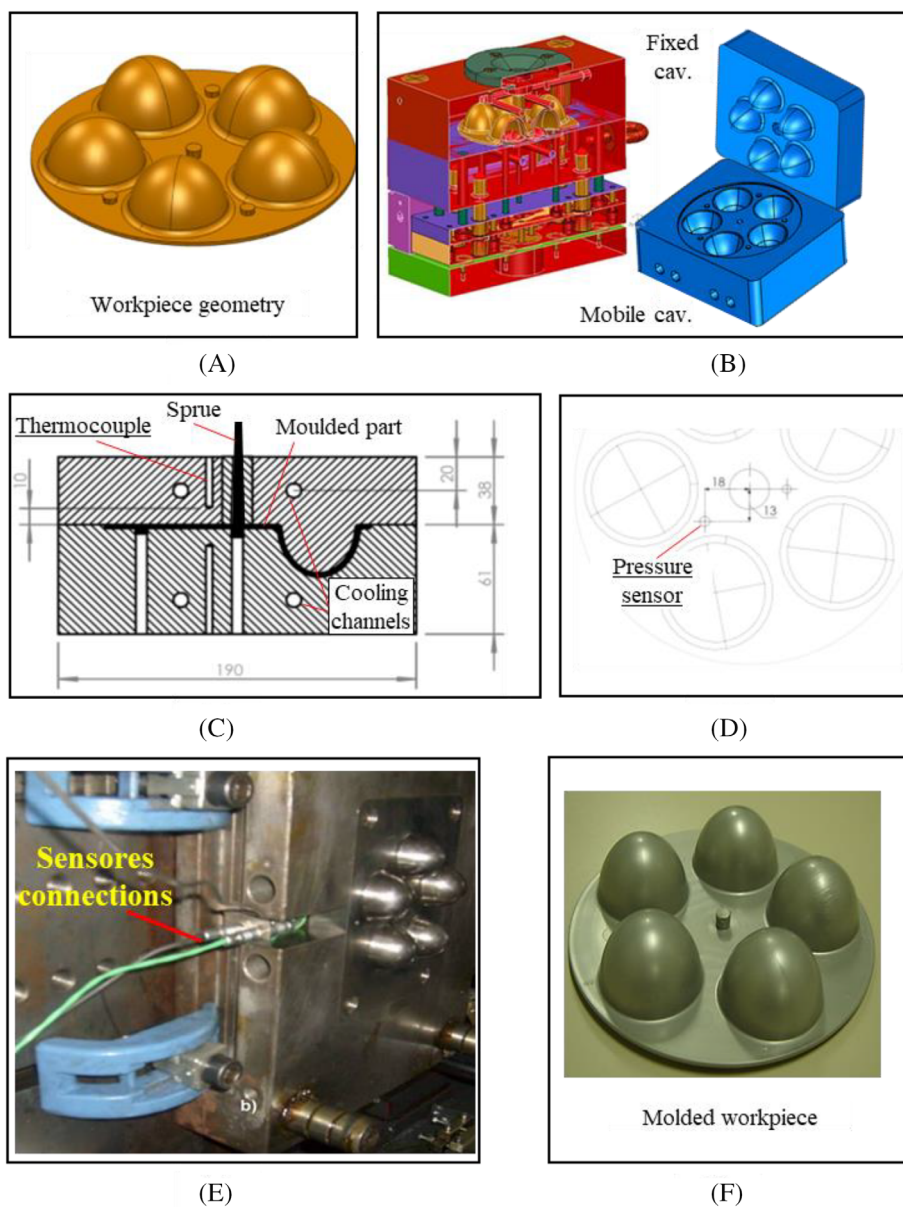 Workpiece geometry
(A)
Fixed
cav.
Mobile cav.
(B)
Sprue
Thermocouple
Moulded part
10
20
38
Cooling
channels
61
190
(C)
18
13
Pressure
sensor
(D)
Sensores
connections
b)
(E)
Molded workpiece
(F)